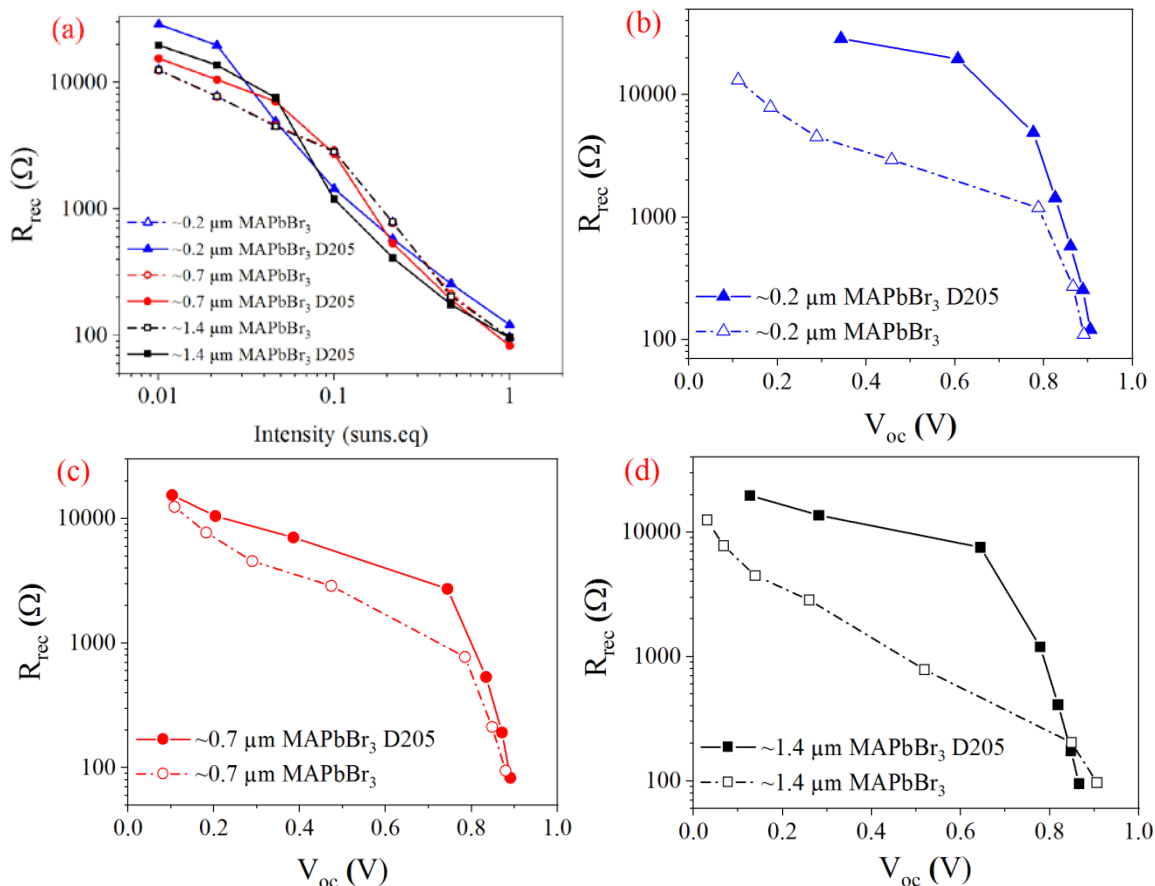 (a)
10000
1000
100
R_rec (Ω)
~0.2 µm MAPbBr₃
~0.2 µm MAPbBr₃ D205
~0.7 µm MAPbBr₃
~0.7 µm MAPbBr₃ D205
~1.4 µm MAPbBr₃
~1.4 µm MAPbBr₃ D205
0.01 0.1 1
Intensity (suns.eq)
(b)
10000
1000
100
R_rec (Ω)
~0.2 µm MAPbBr₃ D205
~0.2 µm MAPbBr₃
0.0 0.2 0.4 0.6 0.8 1.0
V_oc (V)
(c)
10000
1000
100
R_rec (Ω)
~0.7 µm MAPbBr₃ D205
~0.7 µm MAPbBr₃
0.0 0.2 0.4 0.6 0.8 1.0
V_oc (V)
(d)
10000
1000
100
R_rec (Ω)
~1.4 µm MAPbBr₃ D205
~1.4 µm MAPbBr₃
0.0 0.2 0.4 0.6 0.8 1.0
V_oc (V)